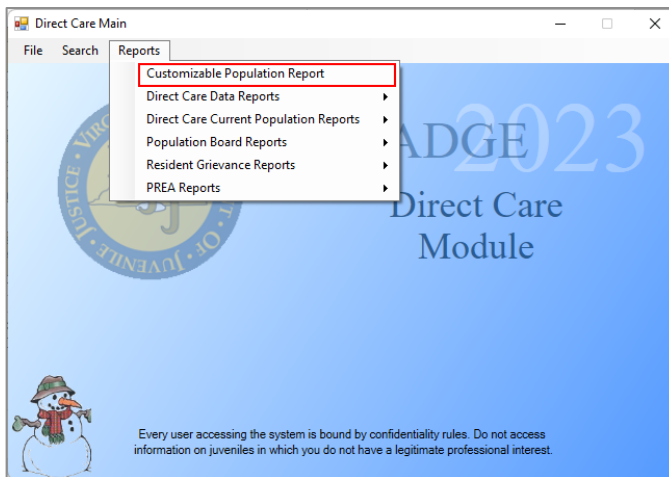 Direct Care Main
File Search Reports
Customizable Population Report
Direct Care Data Reports
Direct Care Current Population Reports
Population Board Reports
Resident Grievance Reports
PREA Reports
ADGE 2023
Direct Care
Module
OF JUVENILE JUSTICE
Every user accessing the system is bound by confidentiality rules. Do not access
information on juveniles in which you do not have a legitimate professional interest.